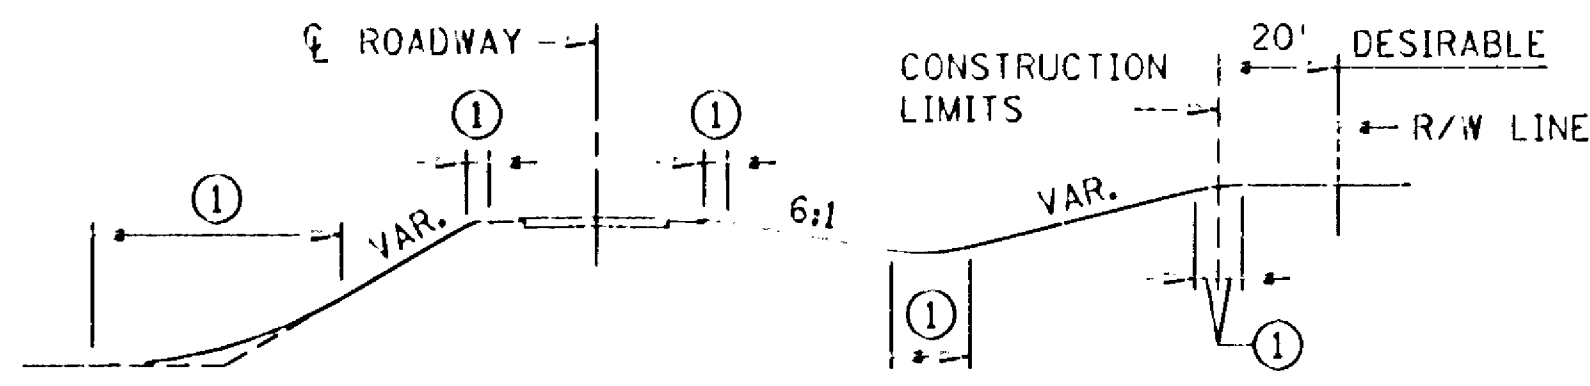 ℄ ROADWAY
CONSTRUCTION
LIMITS
20' DESIRABLE
R/W LINE
1
1
1
VAR.
6:1
VAR.
1
1